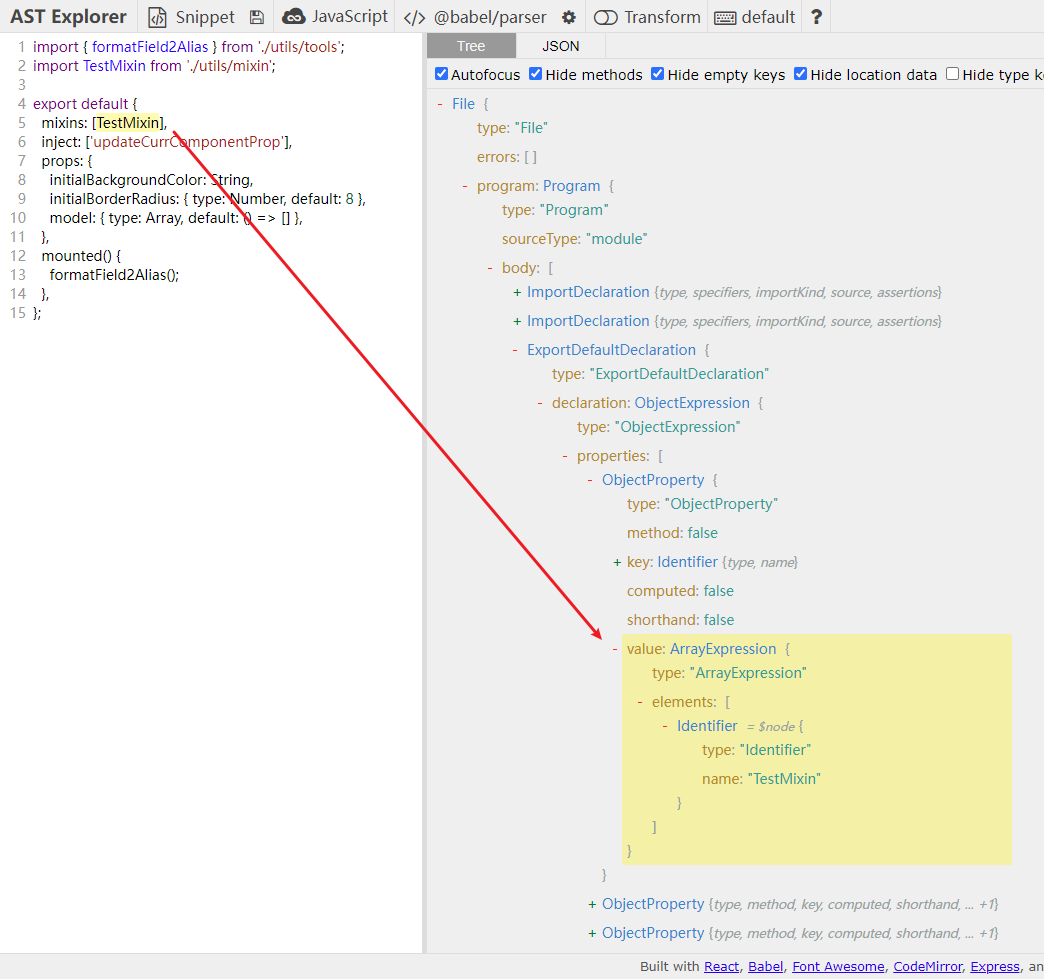 AST Explorer Snippet JavaScript </> @babel/parser Transform default ?
Tree JSON
Autofocus Hide methods Hide empty keys Hide location data Hide type k
1 import { formatField2Alias } from './utils/tools';
2 import TestMixin from './utils/mixin';
3
4 export default {
5 mixins: [TestMixin],
6 inject: ['updateCurrComponentProp'],
7 props: {
8 initialBackgroundColor: String,
9 initialBorderRadius: { type: Number, default: 8 },
10 model: { type: Array, default: () => [] },
11 },
12 mounted() {
13 formatField2Alias();
14 },
15 };
- File {
type: "File"
errors: [ ]
- program: Program {
type: "Program"
sourceType: "module"
- body: [
+ ImportDeclaration {type, specifiers, importKind, source, assertions}
+ ImportDeclaration {type, specifiers, importKind, source, assertions}
- ExportDefaultDeclaration {
type: "ExportDefaultDeclaration"
- declaration: ObjectExpression {
type: "ObjectExpression"
- properties: [
- ObjectProperty {
type: "ObjectProperty"
method: false
+ key: Identifier {type, name}
computed: false
shorthand: false
- value: ArrayExpression {
type: "ArrayExpression"
- elements: [
- Identifier = $node {
type: "Identifier"
name: "TestMixin"
}
]
}
}
+ ObjectProperty {type, method, key, computed, shorthand, ... +1}
+ ObjectProperty {type, method, key, computed, shorthand, ... +1}
Built with React, Babel, Font Awesome, CodeMirror, Express, an